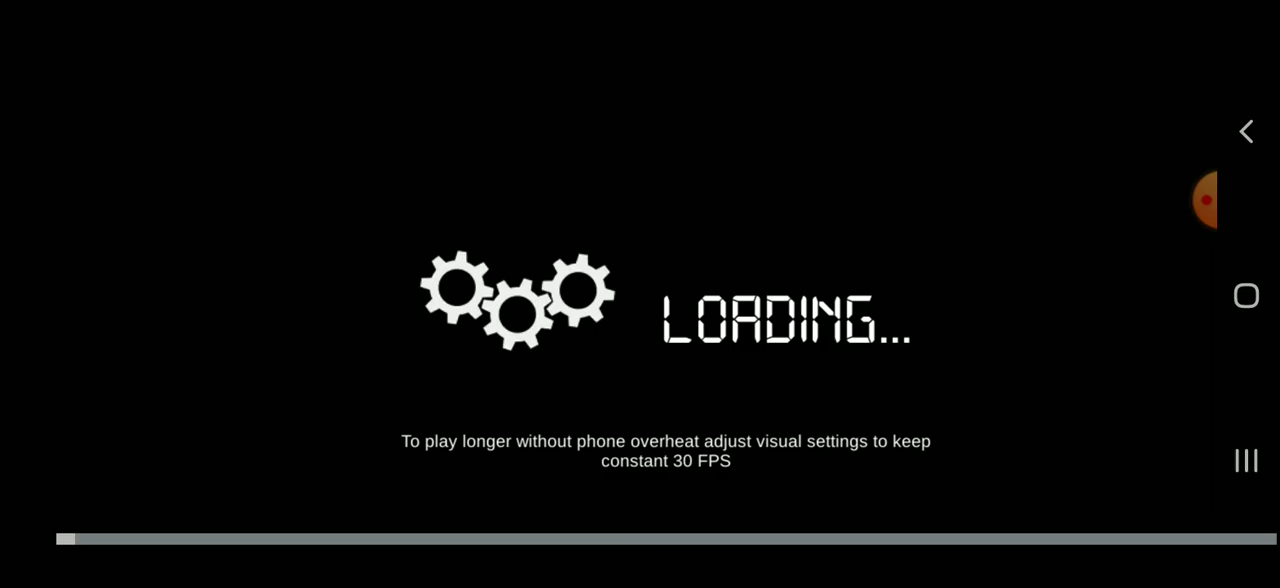 LOADING...
To play longer without phone overheat adjust visual settings to keep
constant 30 FPS